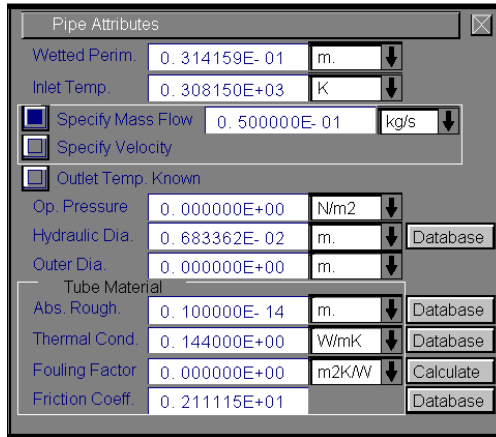 Pipe Attributes
Wetted Perim. 0. 314159E- 01 m.
Inlet Temp. 0. 308150E+03 K
Specify Mass Flow 0. 500000E- 01 kg/s
Specify Velocity
Outlet Temp. Known
Op. Pressure 0. 000000E+00 N/m2
Hydraulic Dia. 0. 683362E- 02 m. Database
Outer Dia. 0. 000000E+00 m.
Tube Material
Abs. Rough. 0. 100000E- 14 m. Database
Thermal Cond. 0. 144000E+00 W/mK Database
Fouling Factor 0. 000000E+00 m2K/W Calculate
Friction Coeff. 0. 211115E+01 Database